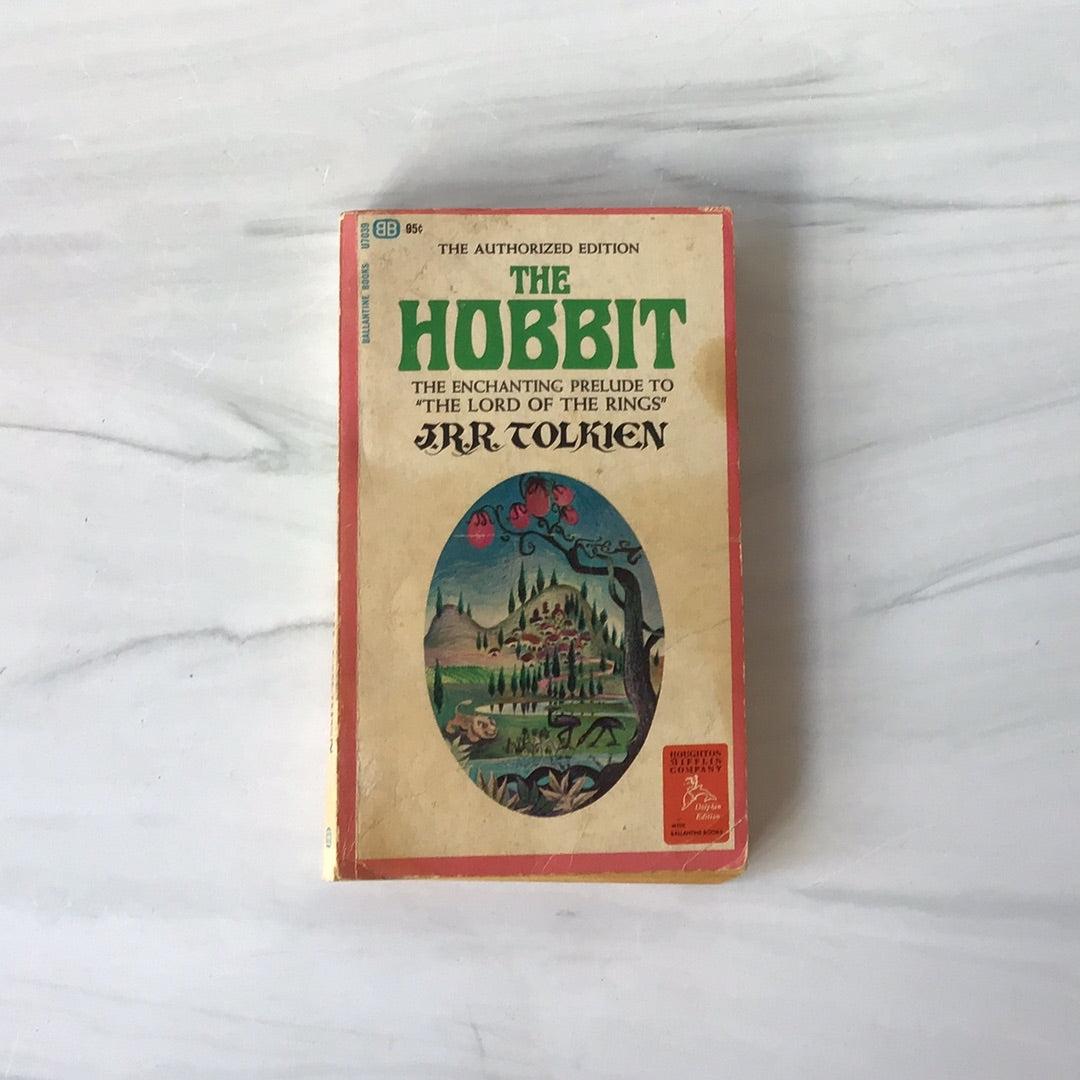 BALLANTINE BOOKS U7039
BB 95¢
THE AUTHORIZED EDITION
THE
HOBBIT
THE ENCHANTING PRELUDE TO
"THE LORD OF THE RINGS"
J.R.R. TOLKIEN
HOUGHTON
MIFFLIN
COMPANY
Dolphin
Edition
WITH
BALLANTINE BOOKS